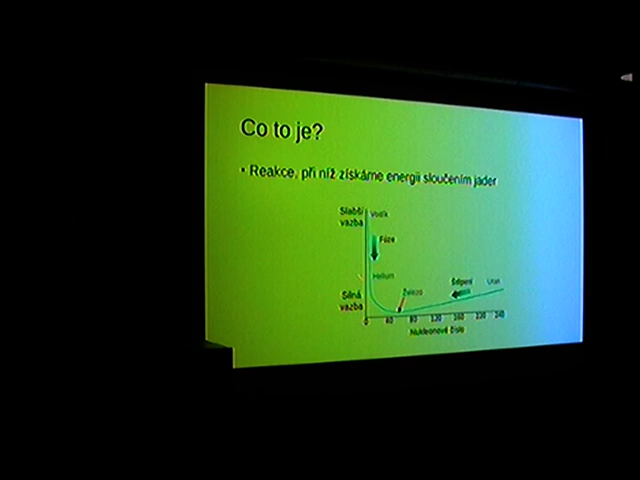 Co to je?
• Reakce, při níž získáme energii sloučením jader
Slabší
vazba
Vodík
Fúze
Helium
Silná
vazba
Železo
Štěpení
Uran
0 40 80 120 160 200 240
Nukleonové číslo